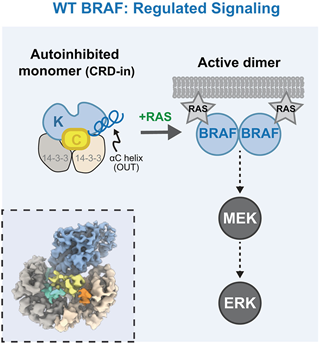 WT BRAF: Regulated Signaling
Autoinhibited
monomer (CRD-in)
K
C
14-3-3
14-3-3
αC helix
(OUT)
+RAS
Active dimer
RAS
RAS
BRAF
BRAF
MEK
ERK